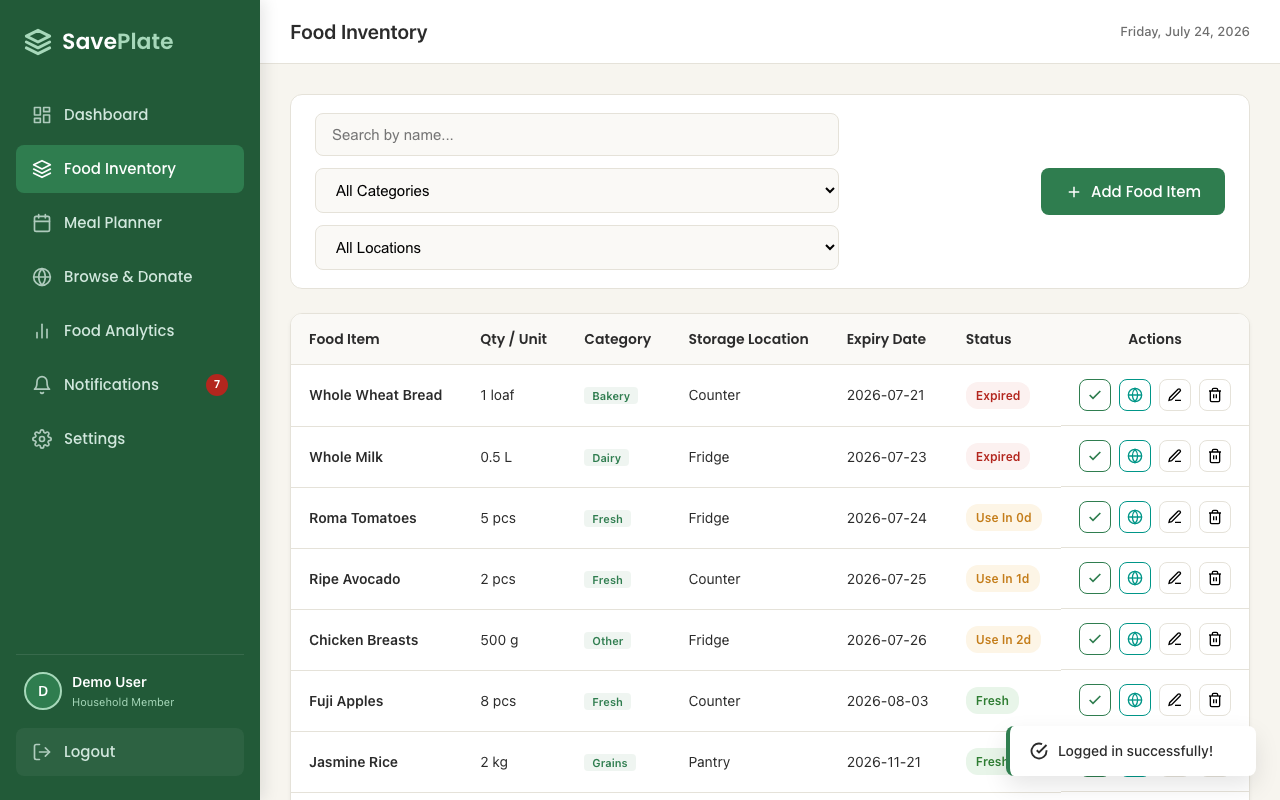 SavePlate
Dashboard
Food Inventory
Meal Planner
Browse & Donate
Food Analytics
Notifications 7
Settings
D
Demo User
Household Member
Logout
Food Inventory
Friday, July 24, 2026
Search by name...
All Categories
All Locations
Add Food Item
Food Item Qty / Unit Category Storage Location Expiry Date Status Actions
Whole Wheat Bread 1 loaf Bakery Counter 2026-07-21 Expired
Whole Milk 0.5 L Dairy Fridge 2026-07-23 Expired
Roma Tomatoes 5 pcs Fresh Fridge 2026-07-24 Use In 0d
Ripe Avocado 2 pcs Fresh Counter 2026-07-25 Use In 1d
Chicken Breasts 500 g Other Fridge 2026-07-26 Use In 2d
Fuji Apples 8 pcs Fresh Counter 2026-08-03 Fresh
Jasmine Rice 2 kg Grains Pantry 2026-11-21 Fresh
Logged in successfully!